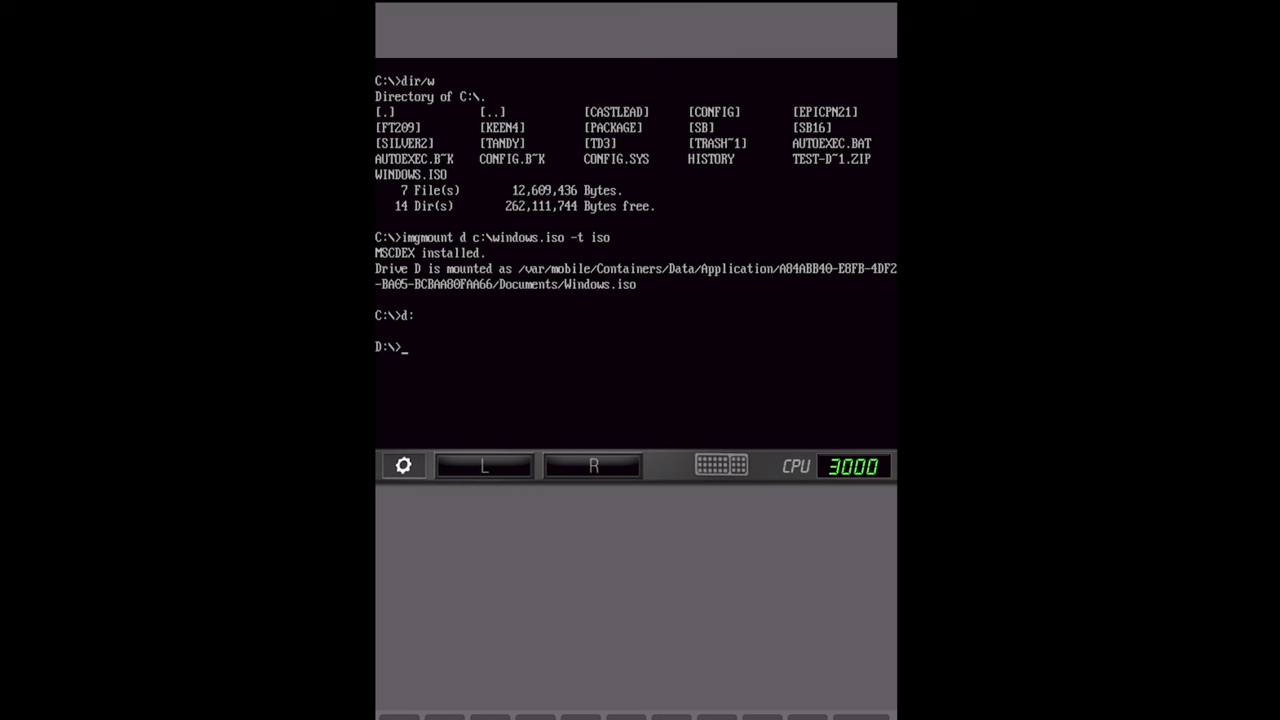 C:\>dir/w
Directory of C:\.
[.] [..] [CASTLEAD] [CONFIG] [EPICPN21]
[FT209] [KEEN4] [PACKAGE] [SB] [SB16]
[SILVER2] [TANDY] [TD3] [TRASH~1] AUTOEXEC.BAT
AUTOEXEC.B~K CONFIG.B~K CONFIG.SYS HISTORY TEST-D~1.ZIP
WINDOWS.ISO
7 File(s) 12,609,436 Bytes.
14 Dir(s) 262,111,744 Bytes free.
C:\>imgmount d c:\windows.iso -t iso
MSCDEX installed.
Drive D is mounted as /var/mobile/Containers/Data/Application/A84ABB40-E8FB-4DF2
-BA05-BCBAA80FAA66/Documents/Windows.iso
C:\>d:
D:\>_
L R CPU 3000